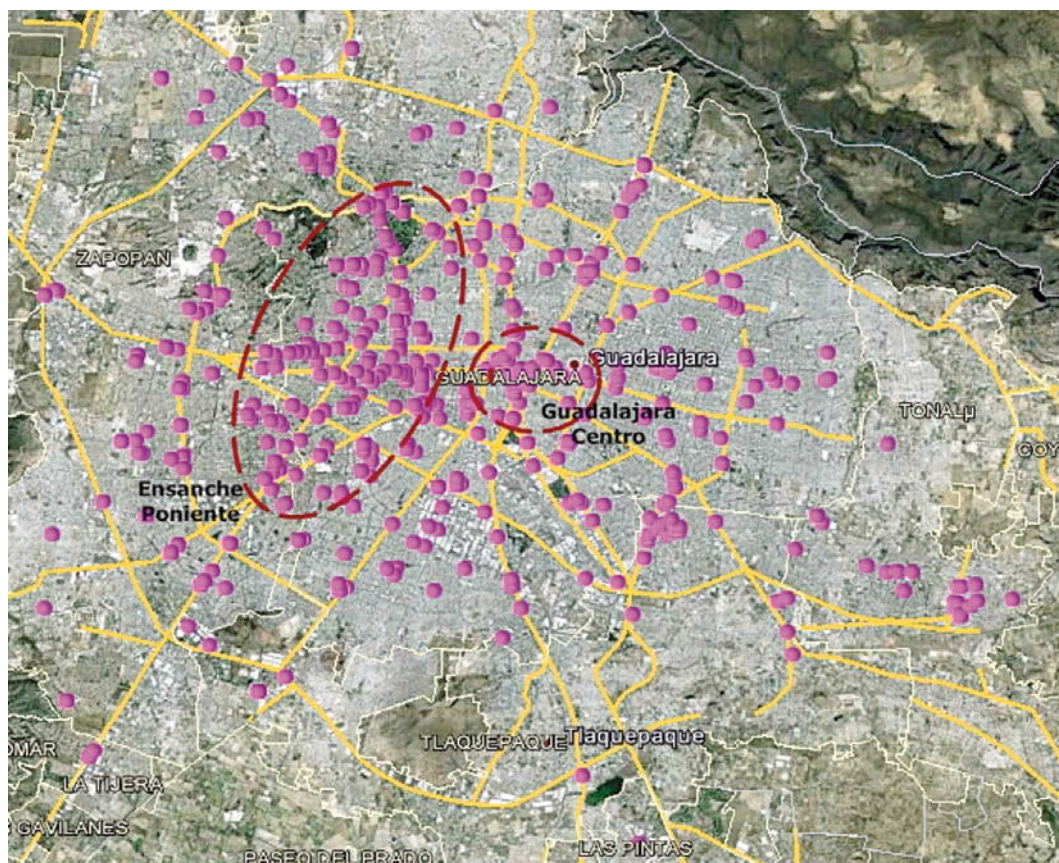 ZAPOPAN
Guadalajara
GUADALAJARA
Guadalajara
Centro
TONALµ
COY
Ensanche
Poniente
TLAQUEPAQUE
Tlaquepaque
OMAR
LA TIJERA
GAVILANES
PASEO DEL PRADO
LAS PINTAS